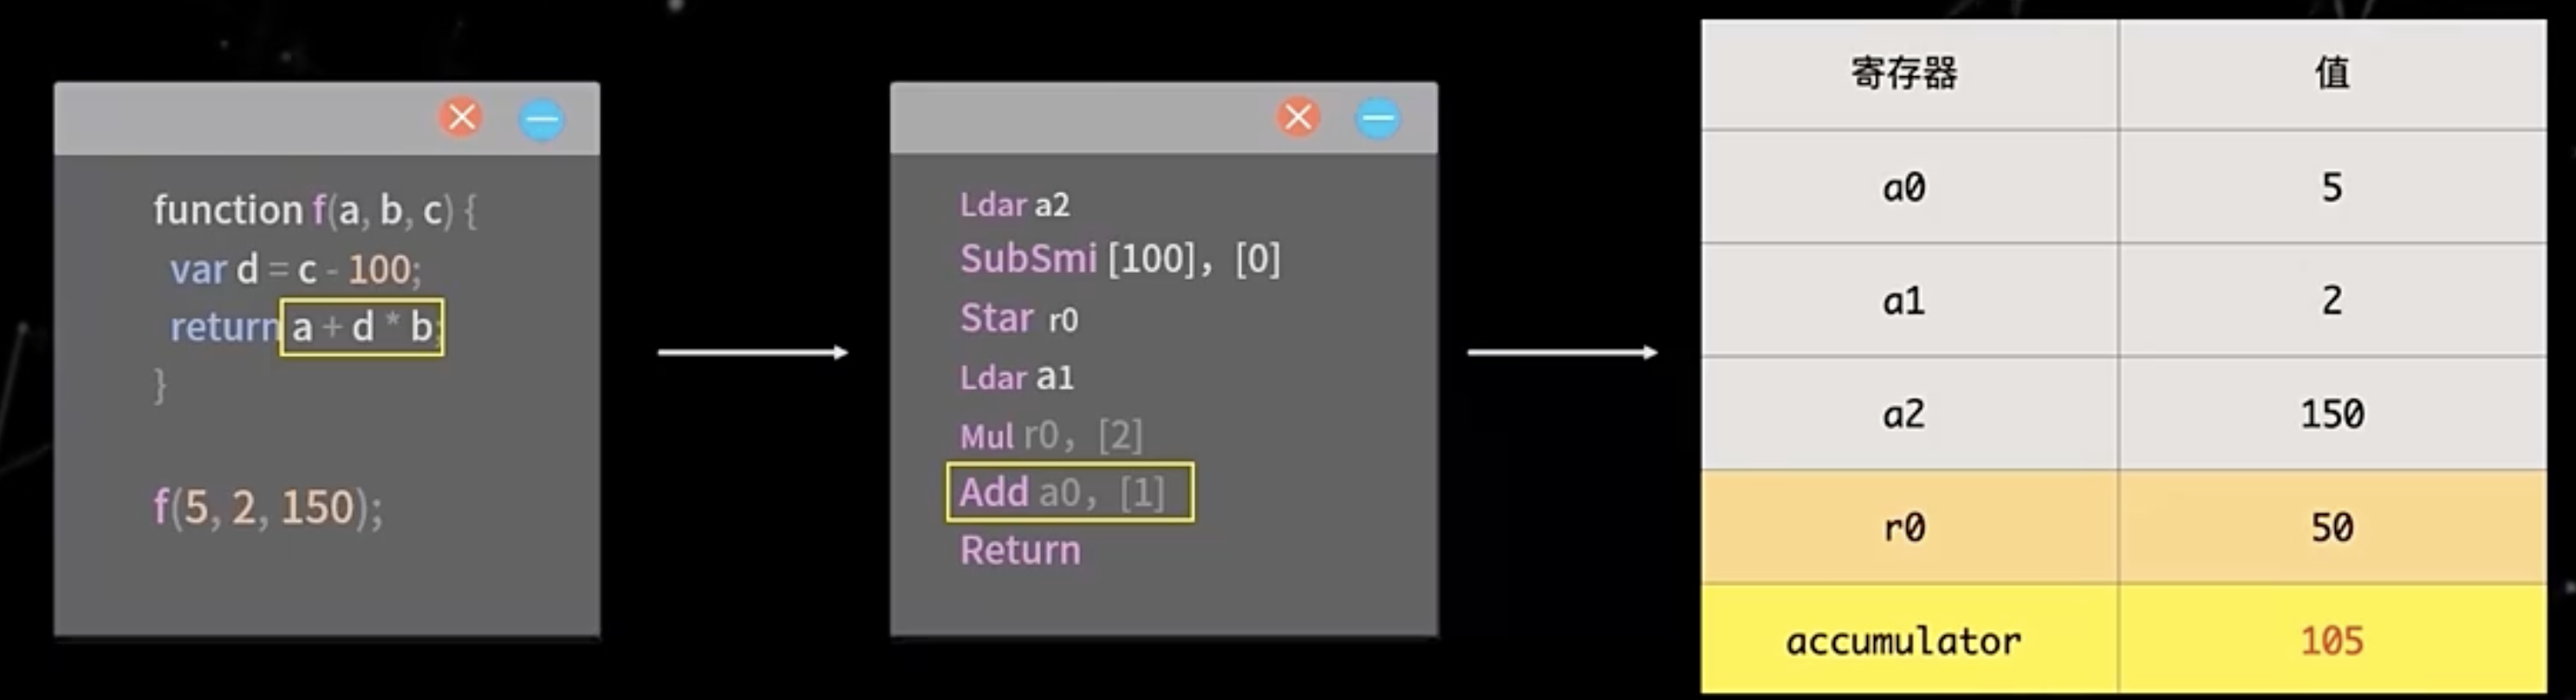 function f(a, b, c) {
var d = c - 100;
return a + d * b;
}
f(5, 2, 150);
Ldar a2
SubSmi [100]， [0]
Star r0
Ldar a1
Mul r0， [2]
Add a0， [1]
Return
寄存器 值
a0 5
a1 2
a2 150
r0 50
accumulator 105